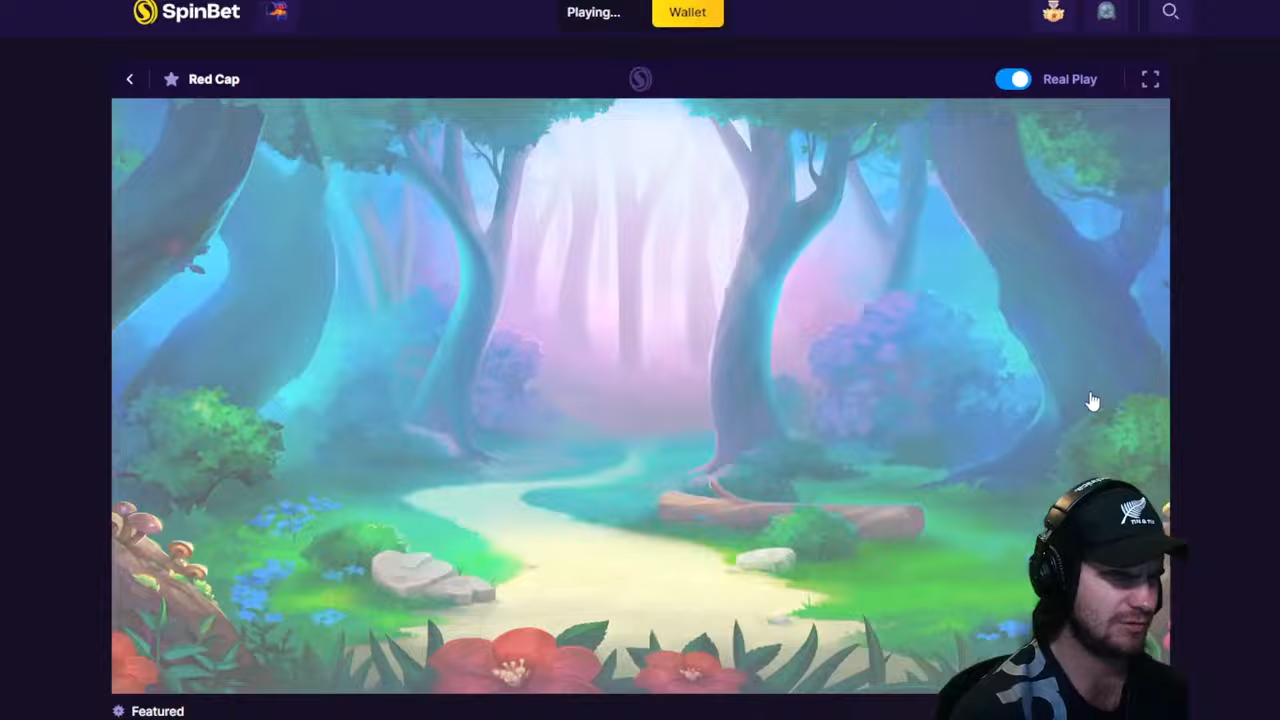 SpinBet
Playing...
Wallet
Red Cap
Real Play
Featured